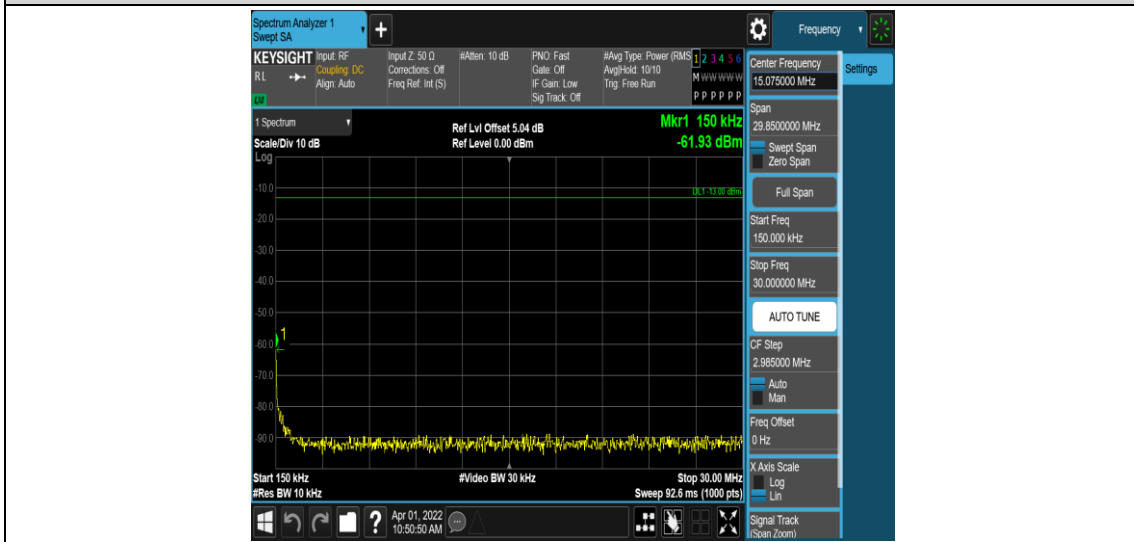 Spectrum Analyzer 1
Swept SA
+
Frequency
KEYSIGHT
RL
LXI
Input: RF
Coupling: DC
Align: Auto
Input Z: 50 Ω
Corrections: Off
Freq Ref: Int (S)
#Atten: 10 dB
PNO: Fast
Gate: Off
IF Gain: Low
Sig Track: Off
#Avg Type: Power (RMS
Avg|Hold: 10/10
Trig: Free Run
1 2 3 4 5 6
M W W W W W
P P P P P P
1 Spectrum
Scale/Div 10 dB
Log
Ref Lvl Offset 5.04 dB
Ref Level 0.00 dBm
Mkr1 150 kHz
-61.93 dBm
DL1 -13.00 dBm
-10.0
-20.0
-30.0
-40.0
-50.0
-60.0
-70.0
-80.0
-90.0
1
Start 150 kHz
#Res BW 10 kHz
#Video BW 30 kHz
Stop 30.00 MHz
Sweep 92.6 ms (1000 pts)
?
Apr 01, 2022
10:50:50 AM
Center Frequency
15.075000 MHz
Settings
Span
29.8500000 MHz
Swept Span
Zero Span
Full Span
Start Freq
150.000 kHz
Stop Freq
30.000000 MHz
AUTO TUNE
CF Step
2.985000 MHz
Auto
Man
Freq Offset
0 Hz
X Axis Scale
Log
Lin
Signal Track
(Span Zoom)